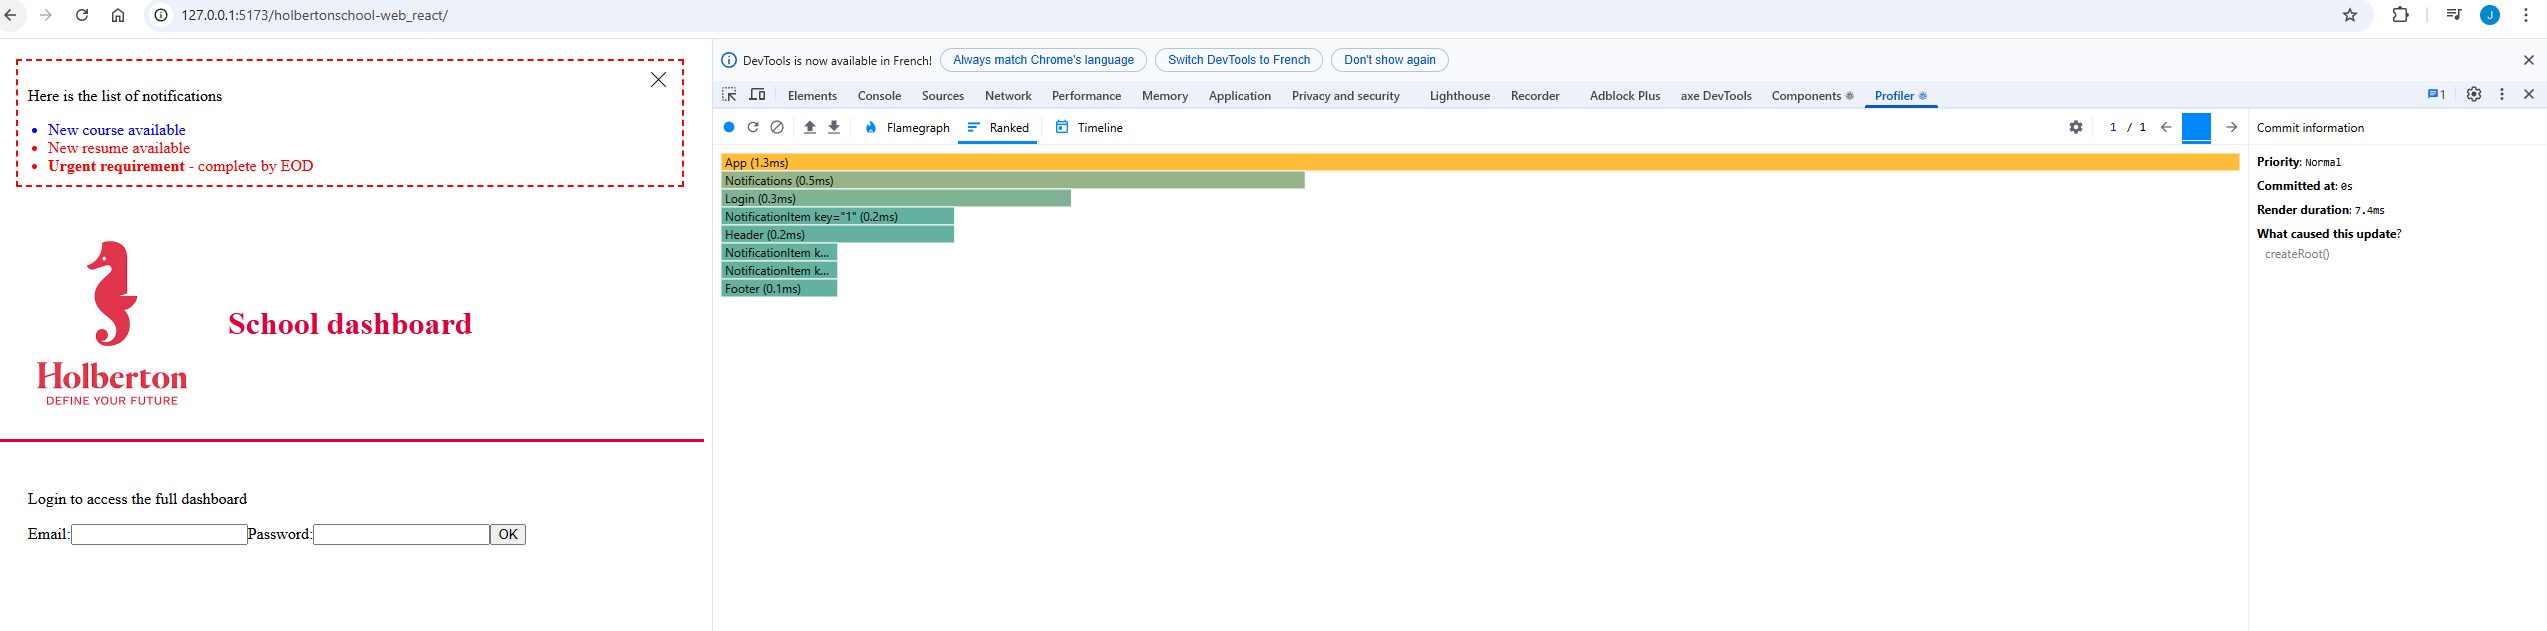 127.0.0.1:5173/holbertonschool-web_react/
J
Here is the list of notifications
New course available
New resume available
Urgent requirement - complete by EOD
Holberton
DEFINE YOUR FUTURE
School dashboard
Login to access the full dashboard
Email: Password: OK
DevTools is now available in French! Always match Chrome's language Switch DevTools to French Don't show again
Elements Console Sources Network Performance Memory Application Privacy and security Lighthouse Recorder Adblock Plus axe DevTools Components Profiler 1
Flamegraph Ranked Timeline 1 / 1
App (1.3ms)
Notifications (0.5ms)
Login (0.3ms)
NotificationItem key="1" (0.2ms)
Header (0.2ms)
NotificationItem k...
NotificationItem k...
Footer (0.1ms)
Commit information
Priority: Normal
Committed at: 0s
Render duration: 7.4ms
What caused this update?
createRoot()